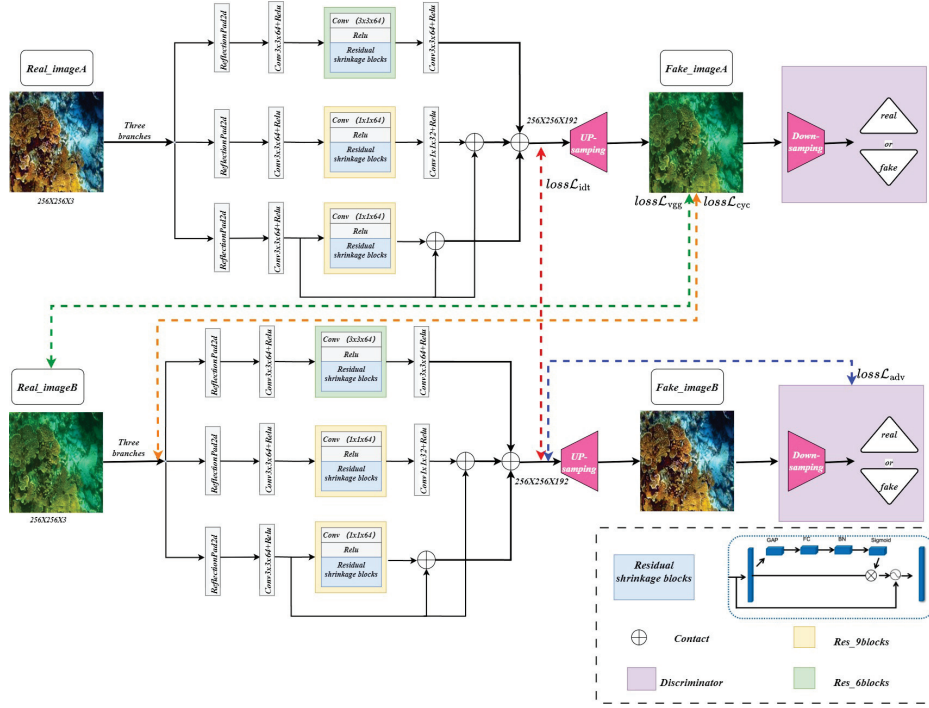 Real_imageA
256X256X3
Three
branches
ReflectionPad2d
Conv3x3x64+Relu
Conv (3x3x64)
Relu
Residual
shrinkage blocks
Conv3x3x64+Relu
ReflectionPad2d
Conv3x3x64+Relu
Conv (1x1x64)
Relu
Residual
shrinkage blocks
Conv1x1x32+Relu
ReflectionPad2d
Conv3x3x64+Relu
Conv (1x1x64)
Relu
Residual
shrinkage blocks
256X256X192
UP-
samping
Fake_imageA
Down-
samping
real
or
fake
lossℒidt
lossℒvgg
lossℒcyc
Real_imageB
256X256X3
Three
branches
ReflectionPad2d
Conv3x3x64+Relu
Conv (3x3x64)
Relu
Residual
shrinkage blocks
Conv3x3x64+Relu
ReflectionPad2d
Conv3x3x64+Relu
Conv (1x1x64)
Relu
Residual
shrinkage blocks
Conv1x1x32+Relu
ReflectionPad2d
Conv3x3x64+Relu
Conv (1x1x64)
Relu
Residual
shrinkage blocks
256X256X192
UP-
samping
Fake_imageB
lossℒadv
Down-
samping
real
or
fake
Residual
shrinkage blocks
GAP
FC
BN
Sigmoid
Contact
Res_9blocks
Discriminator
Res_6blocks